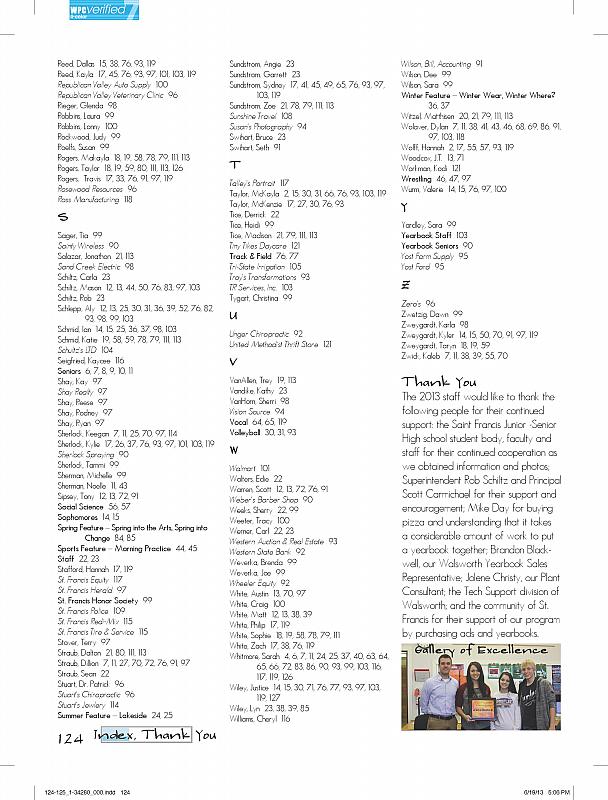 WPC verified
4-color
7
Reed, Dallas 15, 38, 76, 93, 119
Reed, Kayla 17, 45, 76, 93, 97, 101, 103, 119
Republican Valley Auto Supply 100
Republican Valley Veterinary Clinic 96
Rieger, Glenda 98
Robbins, Laura 99
Robbins, Lonny 100
Rockwood, Judy 99
Roelfs, Susan 99
Rogers, MaKayla 18, 19, 58, 78, 79, 111, 113
Rogers, Taylor 18, 19, 59, 80, 111, 113, 126
Rogers, Travis 17, 33, 76, 91, 97, 119
Rosewood Resources 96
Ross Manufacturing 118
S
Sager, Tia 99
Sainty Wireless 90
Salazar, Jonathan 21, 113
Sand Creek Electric 98
Schiltz, Carla 23
Schiltz, Mason 12, 13, 44, 50, 76, 83, 97, 103
Schiltz, Rob 23
Schlepp, Aly 12, 13, 25, 30, 31, 36, 39, 52, 76, 82,
93, 98, 99, 103
Schmid, Ian 14, 15, 25, 36, 37, 98, 103
Schmid, Katie 19, 58, 59, 78, 79, 111, 113
Schultz's LTD 104
Seigfried, Kaycee 116
Seniors 6, 7, 8, 9, 10, 11
Shay, Kay 97
Shay Realty 97
Shay, Reese 97
Shay, Rodney 97
Shay, Ryan 97
Sherlock, Keegan 7, 11, 25, 70, 97, 114
Sherlock, Kylie 17, 26, 37, 76, 93, 97, 101, 103, 119
Sherlock Spraying 90
Sherlock, Tammi 99
Sherman, Michelle 99
Sherman, Noelle 11, 43
Sipsey, Tony 12, 13, 72, 91
Social Science 56, 57
Sophomores 14, 15
Spring Feature – Spring into the Arts, Spring into
Change 84, 85
Sports Feature – Morning Practice 44, 45
Staff 22, 23
Stafford, Hannah 17, 119
St. Francis Equity 117
St. Francis Herald 97
St. Francis Honor Society 99
St. Francis Police 109
St. Francis Redi-Mix 115
St. Francis Tire & Service 115
Stover, Terry 97
Straub, Dalton 21, 80, 111, 113
Straub, Dillon 7, 11, 27, 70, 72, 76, 91, 97
Straub, Sean 22
Stuart, Dr. Patrick 96
Stuart's Chiropractic 96
Stuart's Jewlery 114
Summer Feature – Lakeside 24, 25
Sundstrom, Angie 23
Sundstrom, Garrett 23
Sundstrom, Sydney 17, 41, 45, 49, 65, 76, 93, 97,
103, 119
Sundstrom, Zoe 21, 78, 79, 111, 113
Sunshine Travel 108
Susan's Photography 94
Swihart, Bruce 23
Swihart, Seth 91
T
Talley's Portrait 117
Taylor, McKayla 2, 15, 30, 31, 66, 76, 93, 103, 119
Taylor, McKenzie 17, 27, 30, 76, 93
Tice, Derrick 22
Tice, Heidi 99
Tice, Madison 21, 79, 111, 113
Tiny Tikes Daycare 121
Track & Field 76, 77
Tri-State Irrigation 105
Troy's Transformations 93
TR Services, Inc. 103
Tygart, Christina 99
U
Unger Chiropractic 92
United Methodist Thrift Store 121
V
VanAllen, Trey 19, 113
Vandike, Kathy 23
VanHorn, Sherri 98
Vision Source 94
Vocal 64, 65, 119
Volleyball 30, 31, 93
W
Walmart 101
Walters, Edie 22
Warren, Scott 12, 13, 72, 76, 91
Weber's Barber Shop 90
Weeks, Sherry 22, 99
Weeter, Tracy 100
Werner, Carl 22, 23
Western Auction & Real Estate 93
Western State Bank 92
Weverka, Brenda 99
Weverka, Joe 99
Wheeler Equity 92
White, Austin 13, 70, 97
White, Craig 100
White, Matt 12, 13, 38, 39
White, Philip 17, 119
White, Sophie 18, 19, 58, 78, 79, 111
White, Zach 17, 38, 76, 119
Whitmore, Sarah 4, 6, 7, 11, 24, 25, 37, 40, 63, 64,
65, 66, 72, 83, 86, 90, 93, 99, 103, 116,
117, 119, 126
Wiley, Justice 14, 15, 30, 71, 76, 77, 93, 97, 103,
119, 127
Wiley, Lyn 23, 38, 39, 85
Williams, Cheryl 116
Wilson, Bill, Accounting 91
Wilson, Dee 99
Wilson, Sara 99
Winter Feature – Winter Wear, Winter Where?
36, 37
Witzel, Matthsen 20, 21, 79, 111, 113
Wolaver, Dylan 7, 11, 38, 41, 43, 46, 68, 69, 86, 91,
97, 103, 118
Wolff, Hannah 2, 17, 55, 57, 93, 119
Woodcox, J.T. 13, 71
Workman, Kodi 121
Wrestling 46, 47, 97
Wurm, Valerie 14, 15, 76, 97, 100
Y
Yardley, Sara 99
Yearbook Staff 103
Yearbook Seniors 90
Yost Farm Supply 95
Yost Ford 95
Z
Zero's 96
Zwetzig, Dawn 99
Zweygardt, Karla 98
Zweygardt, Kyler 14, 15, 50, 70, 91, 97, 119
Zweygardt, Taryn 18, 19, 59
Zwick, Kaleb 7, 11, 38, 39, 55, 70
Thank You
The 2013 staff would like to thank the
following people for their continued
support: the Saint Francis Junior -Senior
High school student body, faculty and
staff for their continued cooperation as
we obtained information and photos;
Superintendent Rob Schiltz and Principal
Scott Carmichael for their support and
encouragement; Mike Day for buying
pizza and understanding that it takes
a considerable amount of work to put
a yearbook together; Brandon Black-
well, our Walsworth Yearbook Sales
Representative; Jolene Christy, our Plant
Consultant; the Tech Support division of
Walsworth; and the community of St.
Francis for their support of our program
by purchasing ads and yearbooks.
Gallery of Excellence
124 Index, Thank You
124-125_1-34260_000.indd 124
6/19/13 5:06 PM